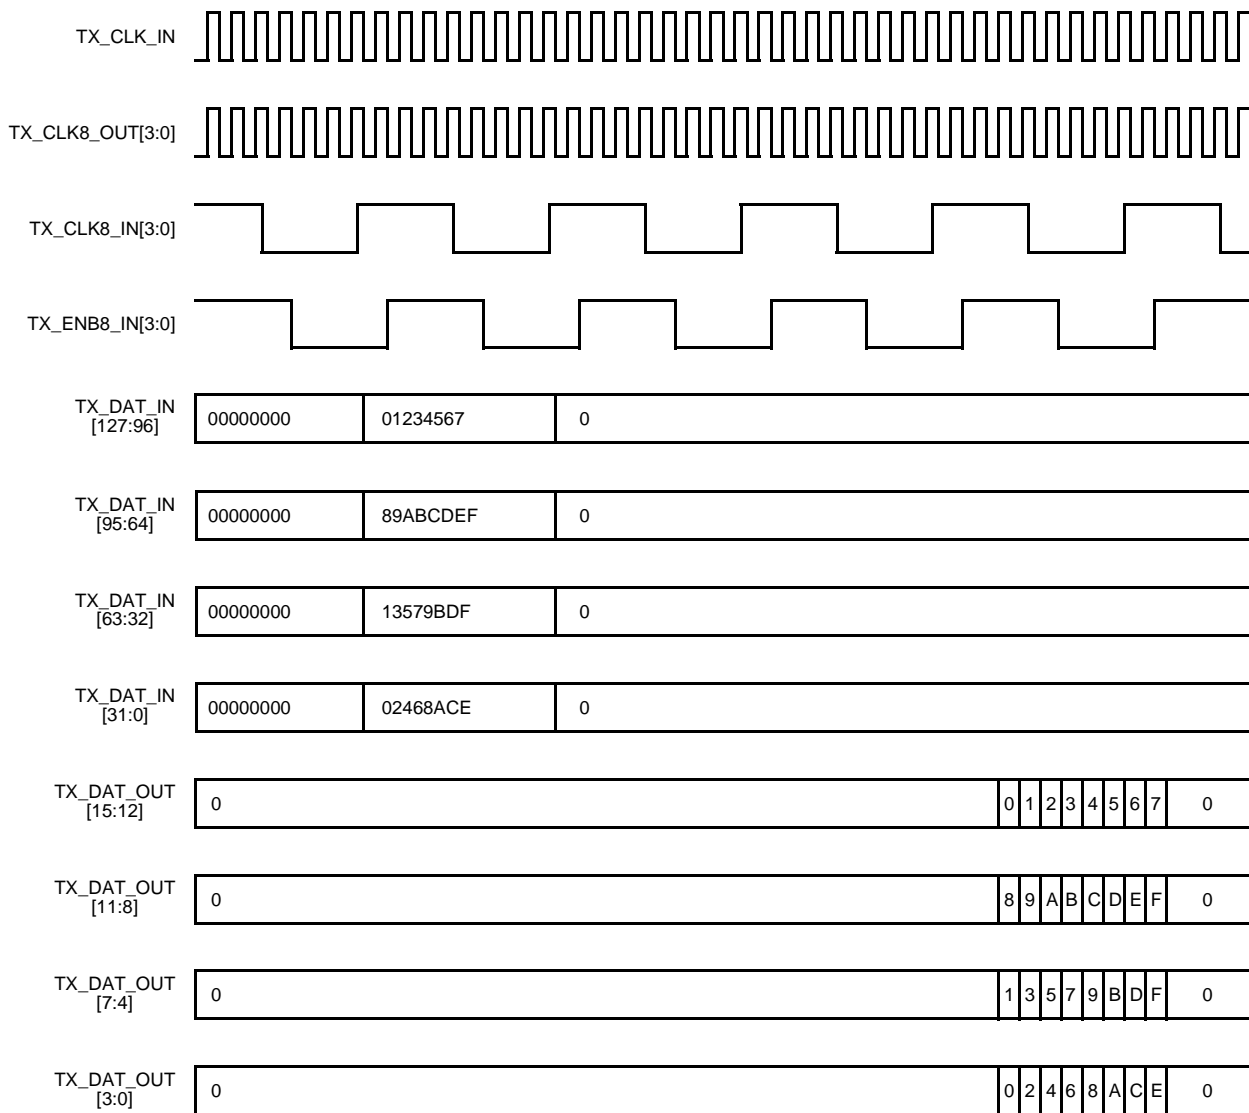 TX_CLK_IN
TX_CLK8_OUT[3:0]
TX_CLK8_IN[3:0]
TX_ENB8_IN[3:0]
TX_DAT_IN
[127:96]
00000000 01234567 0
TX_DAT_IN
[95:64]
00000000 89ABCDEF 0
TX_DAT_IN
[63:32]
00000000 13579BDF 0
TX_DAT_IN
[31:0]
00000000 02468ACE 0
TX_DAT_OUT
[15:12]
0 0 1 2 3 4 5 6 7 0
TX_DAT_OUT
[11:8]
0 8 9 A B C D E F 0
TX_DAT_OUT
[7:4]
0 1 3 5 7 9 B D F 0
TX_DAT_OUT
[3:0]
0 0 2 4 6 8 A C E 0